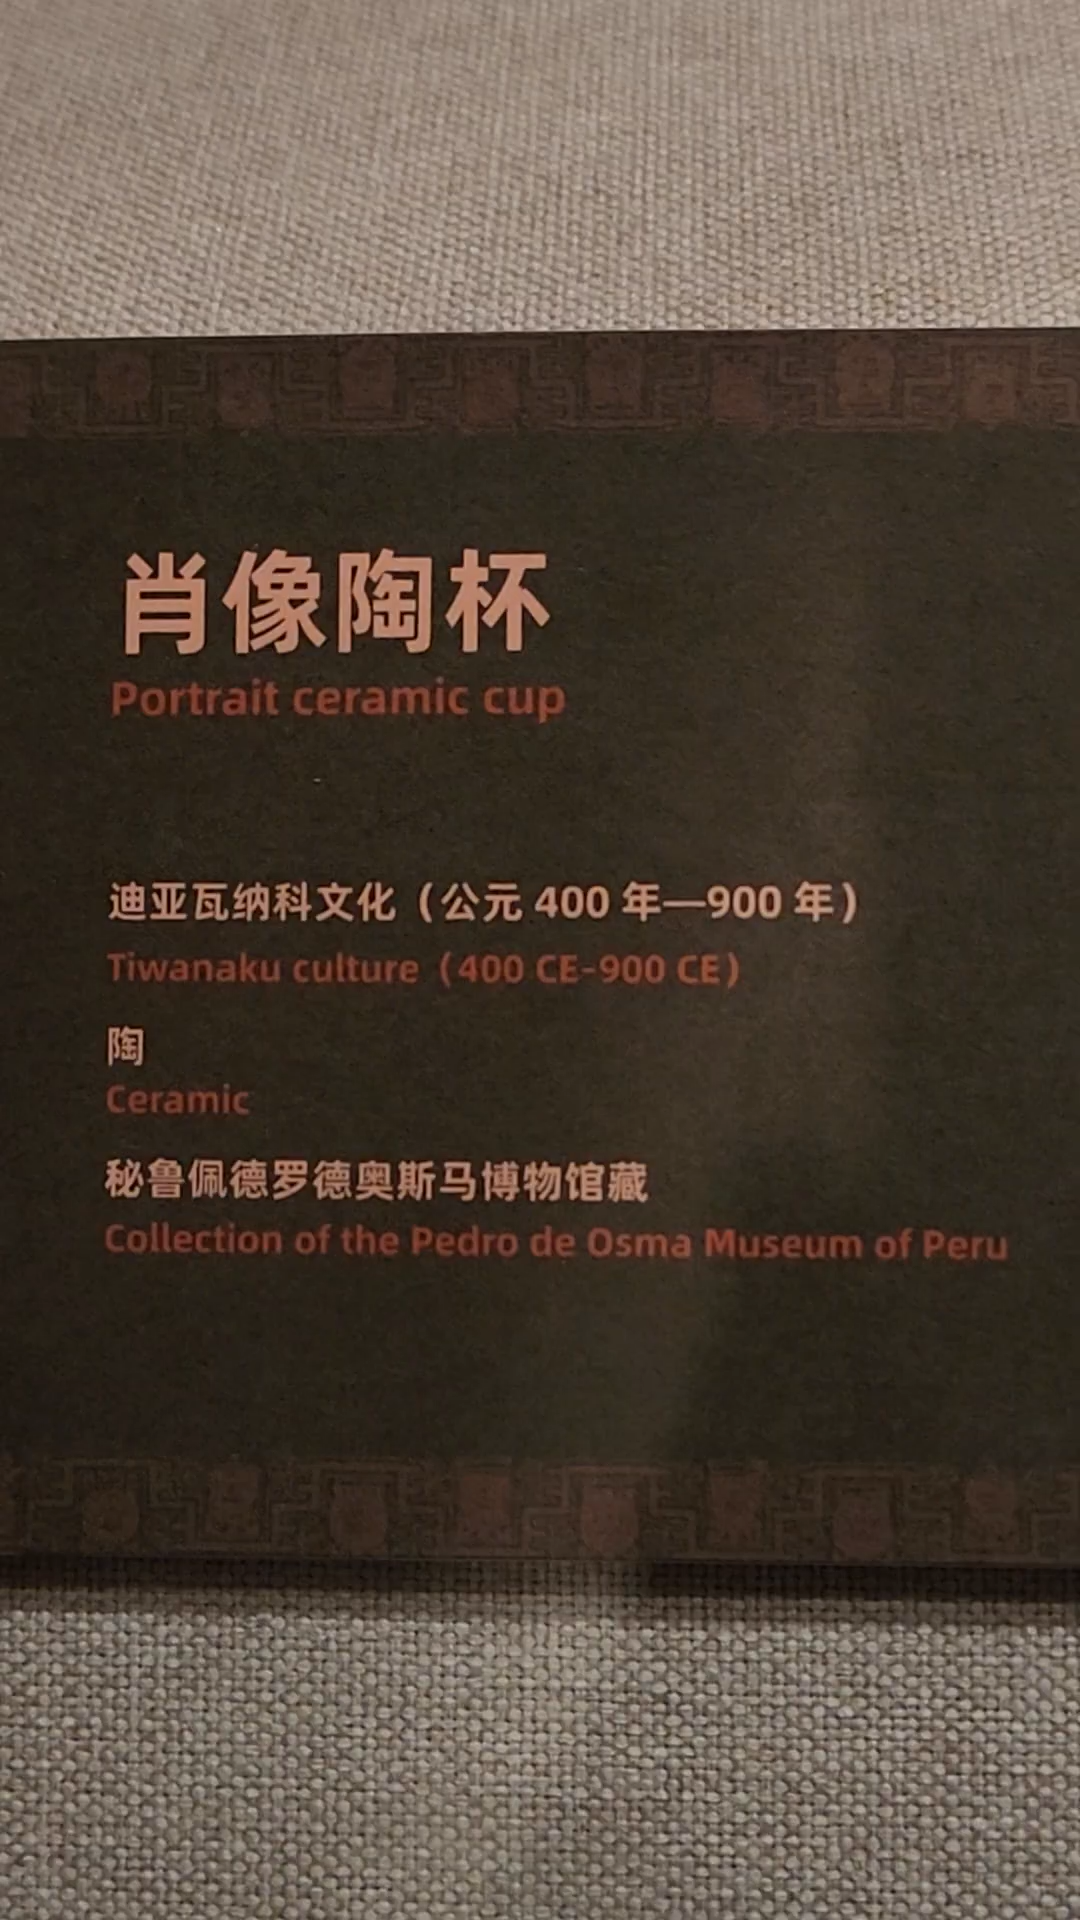 肖像陶杯
Portrait ceramic cup
迪亚瓦纳科文化（公元 400 年—900 年）
Tiwanaku culture（400 CE-900 CE）
陶
Ceramic
秘鲁佩德罗德奥斯马博物馆藏
Collection of the Pedro de Osma Museum of Peru